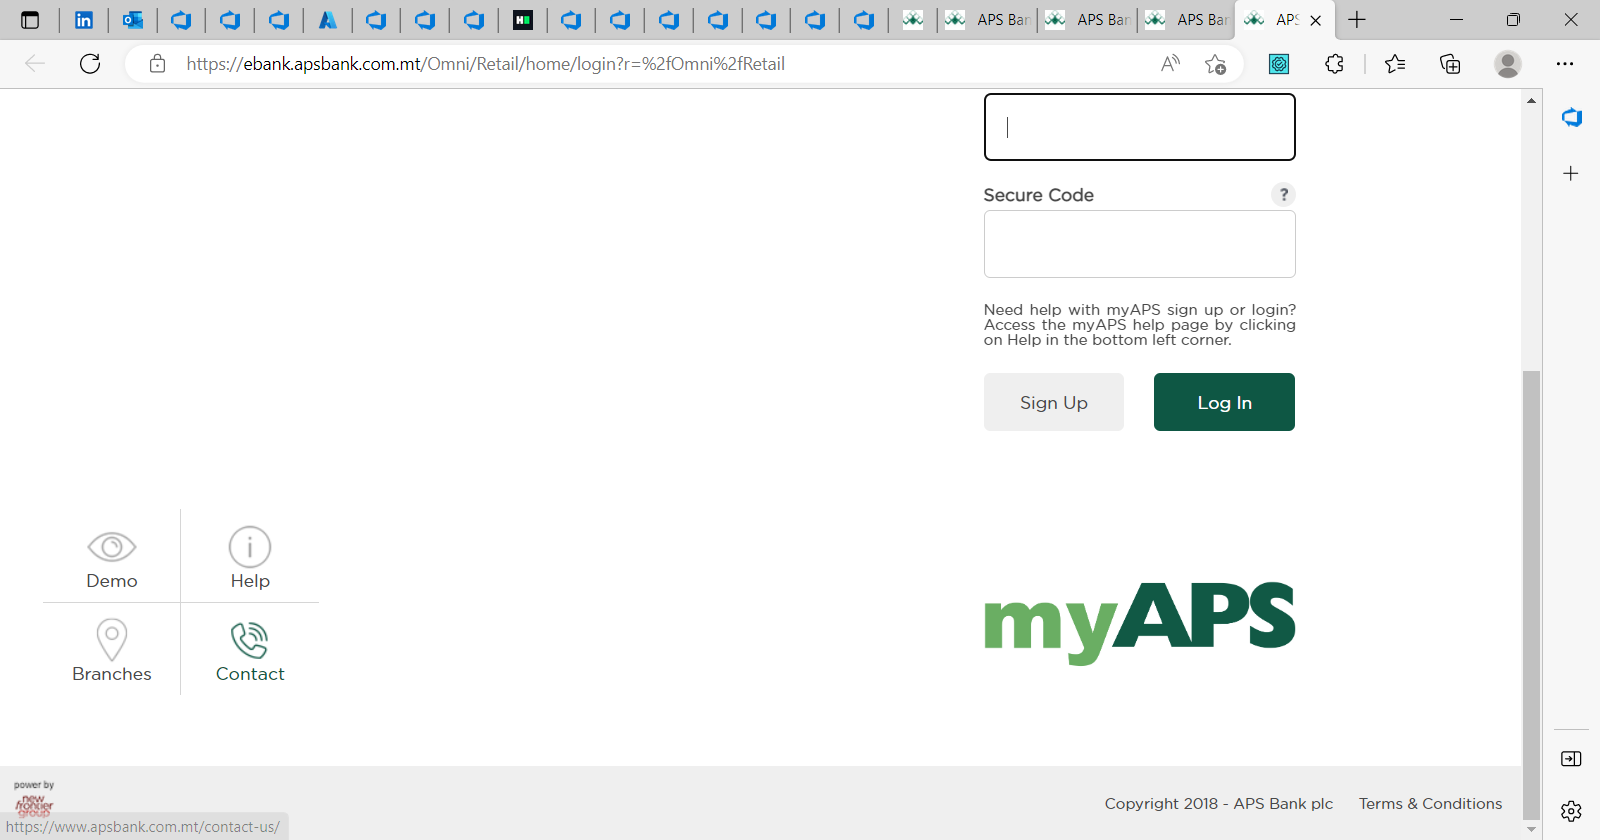 APS Ban
APS Ban
APS Bar
APS
https://ebank.apsbank.com.mt/Omni/Retail/home/login?r=%2fOmni%2fRetail
Secure Code
?
Need help with myAPS sign up or login?
Access the myAPS help page by clicking
on Help in the bottom left corner.
Sign Up
Log In
Demo
Help
Branches
Contact
myAPS
power by
new
frontier
group
Copyright 2018 - APS Bank plc
Terms & Conditions
https://www.apsbank.com.mt/contact-us/